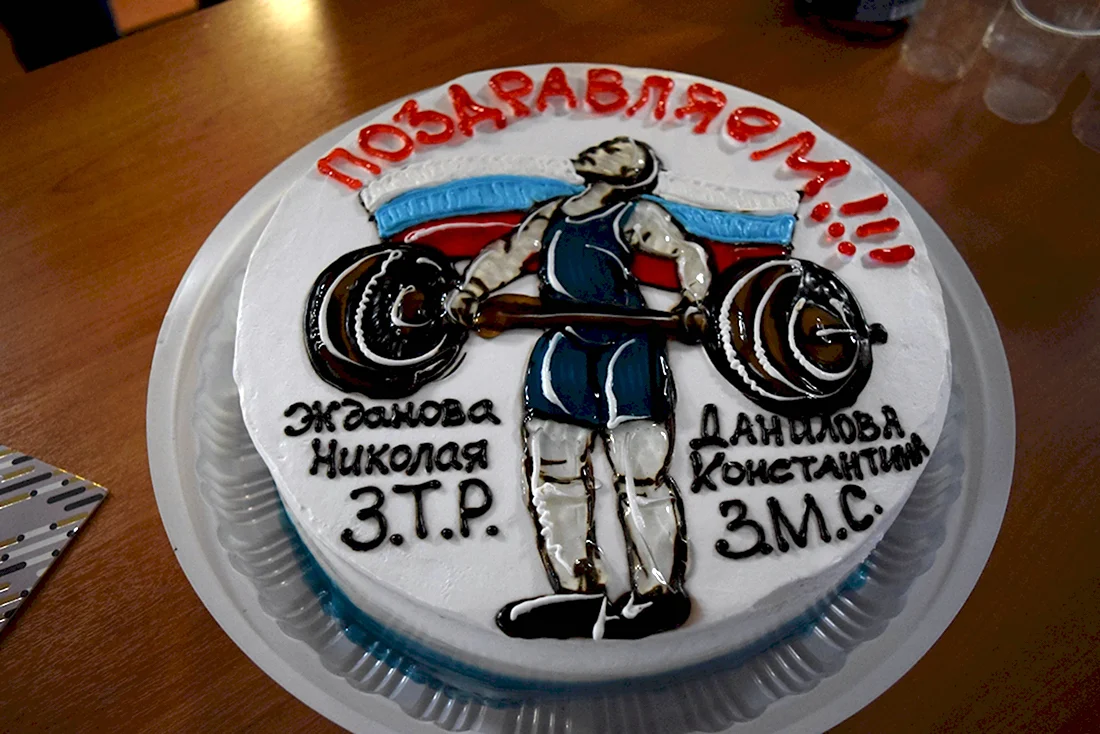 ПОЗДРАВЛЯЕМ!!!
Жданова
Николая
З.Т.Р.
ДАНИЛОВА
Константина
З.М.С.